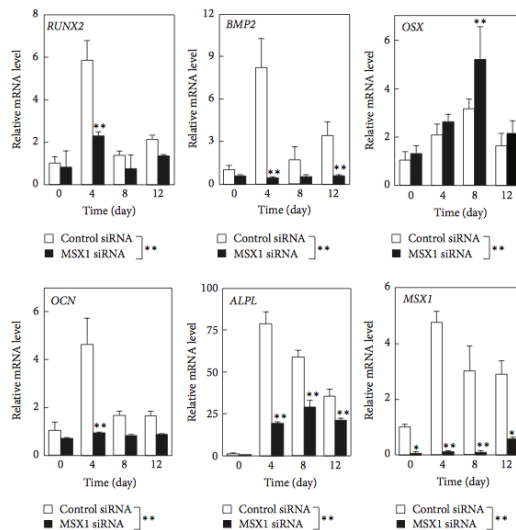 RUNX2
Relative mRNA level
8
6
4
2
0
**
0 4 8 12
Time (day)
Control siRNA
MSX1 siRNA
**
BMP2
Relative mRNA level
12
9
6
3
0
**
**
0 4 8 12
Time (day)
Control siRNA
MSX1 siRNA
**
OSX
Relative mRNA level
6
4
2
0
**
0 4 8 12
Time (day)
Control siRNA
MSX1 siRNA
**
OCN
Relative mRNA level
6
4
2
0
**
0 4 8 12
Time (day)
Control siRNA
MSX1 siRNA
**
ALPL
Relative mRNA level
100
75
50
25
0
**
**
**
0 4 8 12
Time (day)
Control siRNA
MSX1 siRNA
**
MSX1
Relative mRNA level
6
4
2
0
*
**
**
*
0 4 8 12
Time (day)
Control siRNA
MSX1 siRNA
**